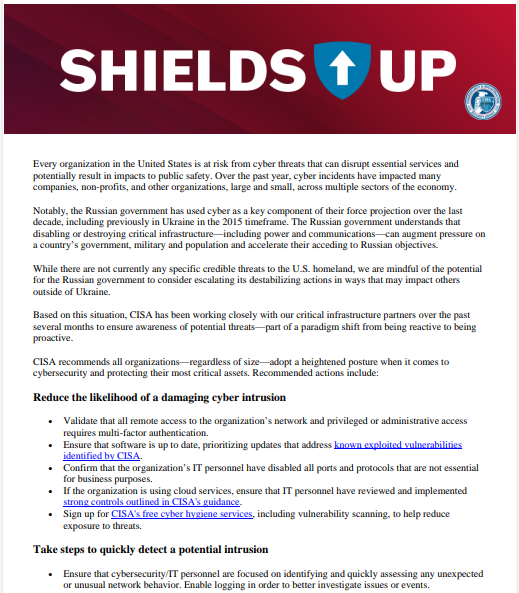 SHIELDS UP
Every organization in the United States is at risk from cyber threats that can disrupt essential services and
potentially result in impacts to public safety. Over the past year, cyber incidents have impacted many
companies, non-profits, and other organizations, large and small, across multiple sectors of the economy.
Notably, the Russian government has used cyber as a key component of their force projection over the last
decade, including previously in Ukraine in the 2015 timeframe. The Russian government understands that
disabling or destroying critical infrastructure—including power and communications—can augment pressure on
a country's government, military and population and accelerate their acceding to Russian objectives.
While there are not currently any specific credible threats to the U.S. homeland, we are mindful of the potential
for the Russian government to consider escalating its destabilizing actions in ways that may impact others
outside of Ukraine.
Based on this situation, CISA has been working closely with our critical infrastructure partners over the past
several months to ensure awareness of potential threats—part of a paradigm shift from being reactive to being
proactive.
CISA recommends all organizations—regardless of size—adopt a heightened posture when it comes to
cybersecurity and protecting their most critical assets. Recommended actions include:
Reduce the likelihood of a damaging cyber intrusion
• Validate that all remote access to the organization's network and privileged or administrative access
requires multi-factor authentication.
• Ensure that software is up to date, prioritizing updates that address known exploited vulnerabilities
identified by CISA.
• Confirm that the organization's IT personnel have disabled all ports and protocols that are not essential
for business purposes.
• If the organization is using cloud services, ensure that IT personnel have reviewed and implemented
strong controls outlined in CISA's guidance.
• Sign up for CISA's free cyber hygiene services, including vulnerability scanning, to help reduce
exposure to threats.
Take steps to quickly detect a potential intrusion
• Ensure that cybersecurity/IT personnel are focused on identifying and quickly assessing any unexpected
or unusual network behavior. Enable logging in order to better investigate issues or events.